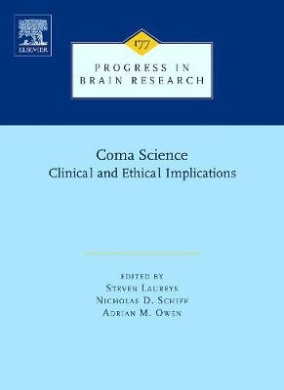 177
ELSEVIER
PROGRESS IN
BRAIN RESEARCH
Coma Science
Clinical and Ethical Implications
EDITED BY
STEVEN LAUREYS
NICHOLAS D. SCHIFF
ADRIAN M. OWEN